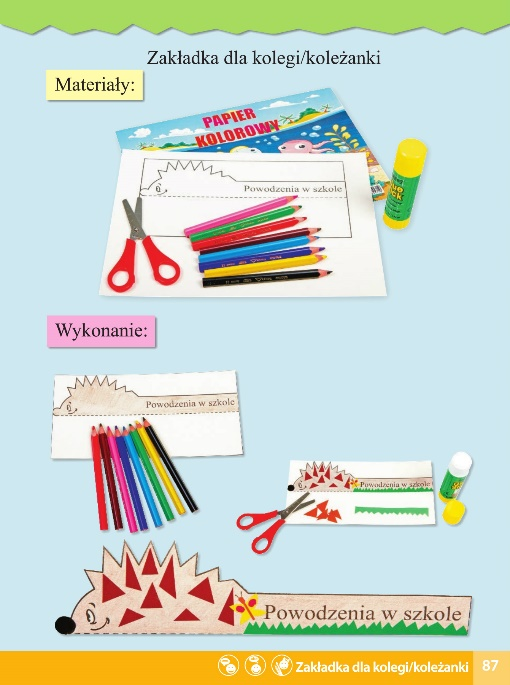 Zakładka dla kolegi/koleżanki
Materiały:
PAPIER
KOLOROWY
Powodzenia w szkole
Wykonanie:
Powodzenia w szkole
Powodzenia w szkole
Powodzenia w szkole
Zakładka dla kolegi/koleżanki 87